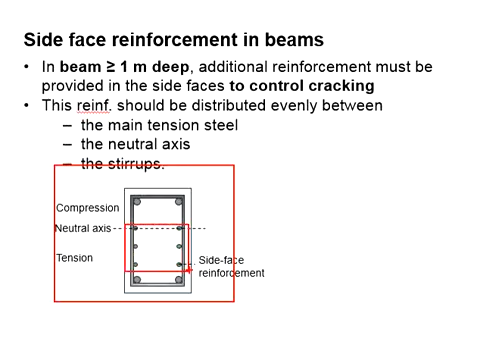 Side face reinforcement in beams
• In beam ≥ 1 m deep, additional reinforcement must be
provided in the side faces to control cracking
• This reinf. should be distributed evenly between
– the main tension steel
– the neutral axis
– the stirrups.
Compression
Neutral axis
Tension
Side-face
reinforcement